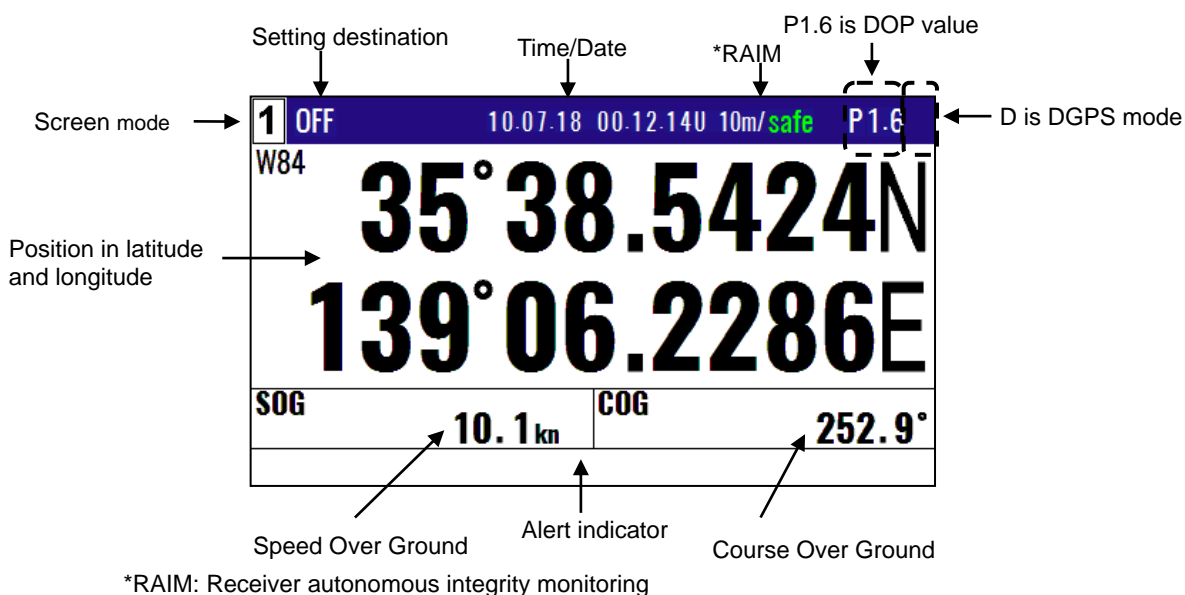 P1.6 is DOP value
Setting destination
Time/Date
*RAIM
Screen mode
1 OFF 10.07.18 00.12.14U 10m/safe P1.6
D is DGPS mode
W84
35°38.5424N
Position in latitude
and longitude
139°06.2286E
SOG
10.1kn
COG
252.9°
Speed Over Ground
Alert indicator
Course Over Ground
*RAIM: Receiver autonomous integrity monitoring